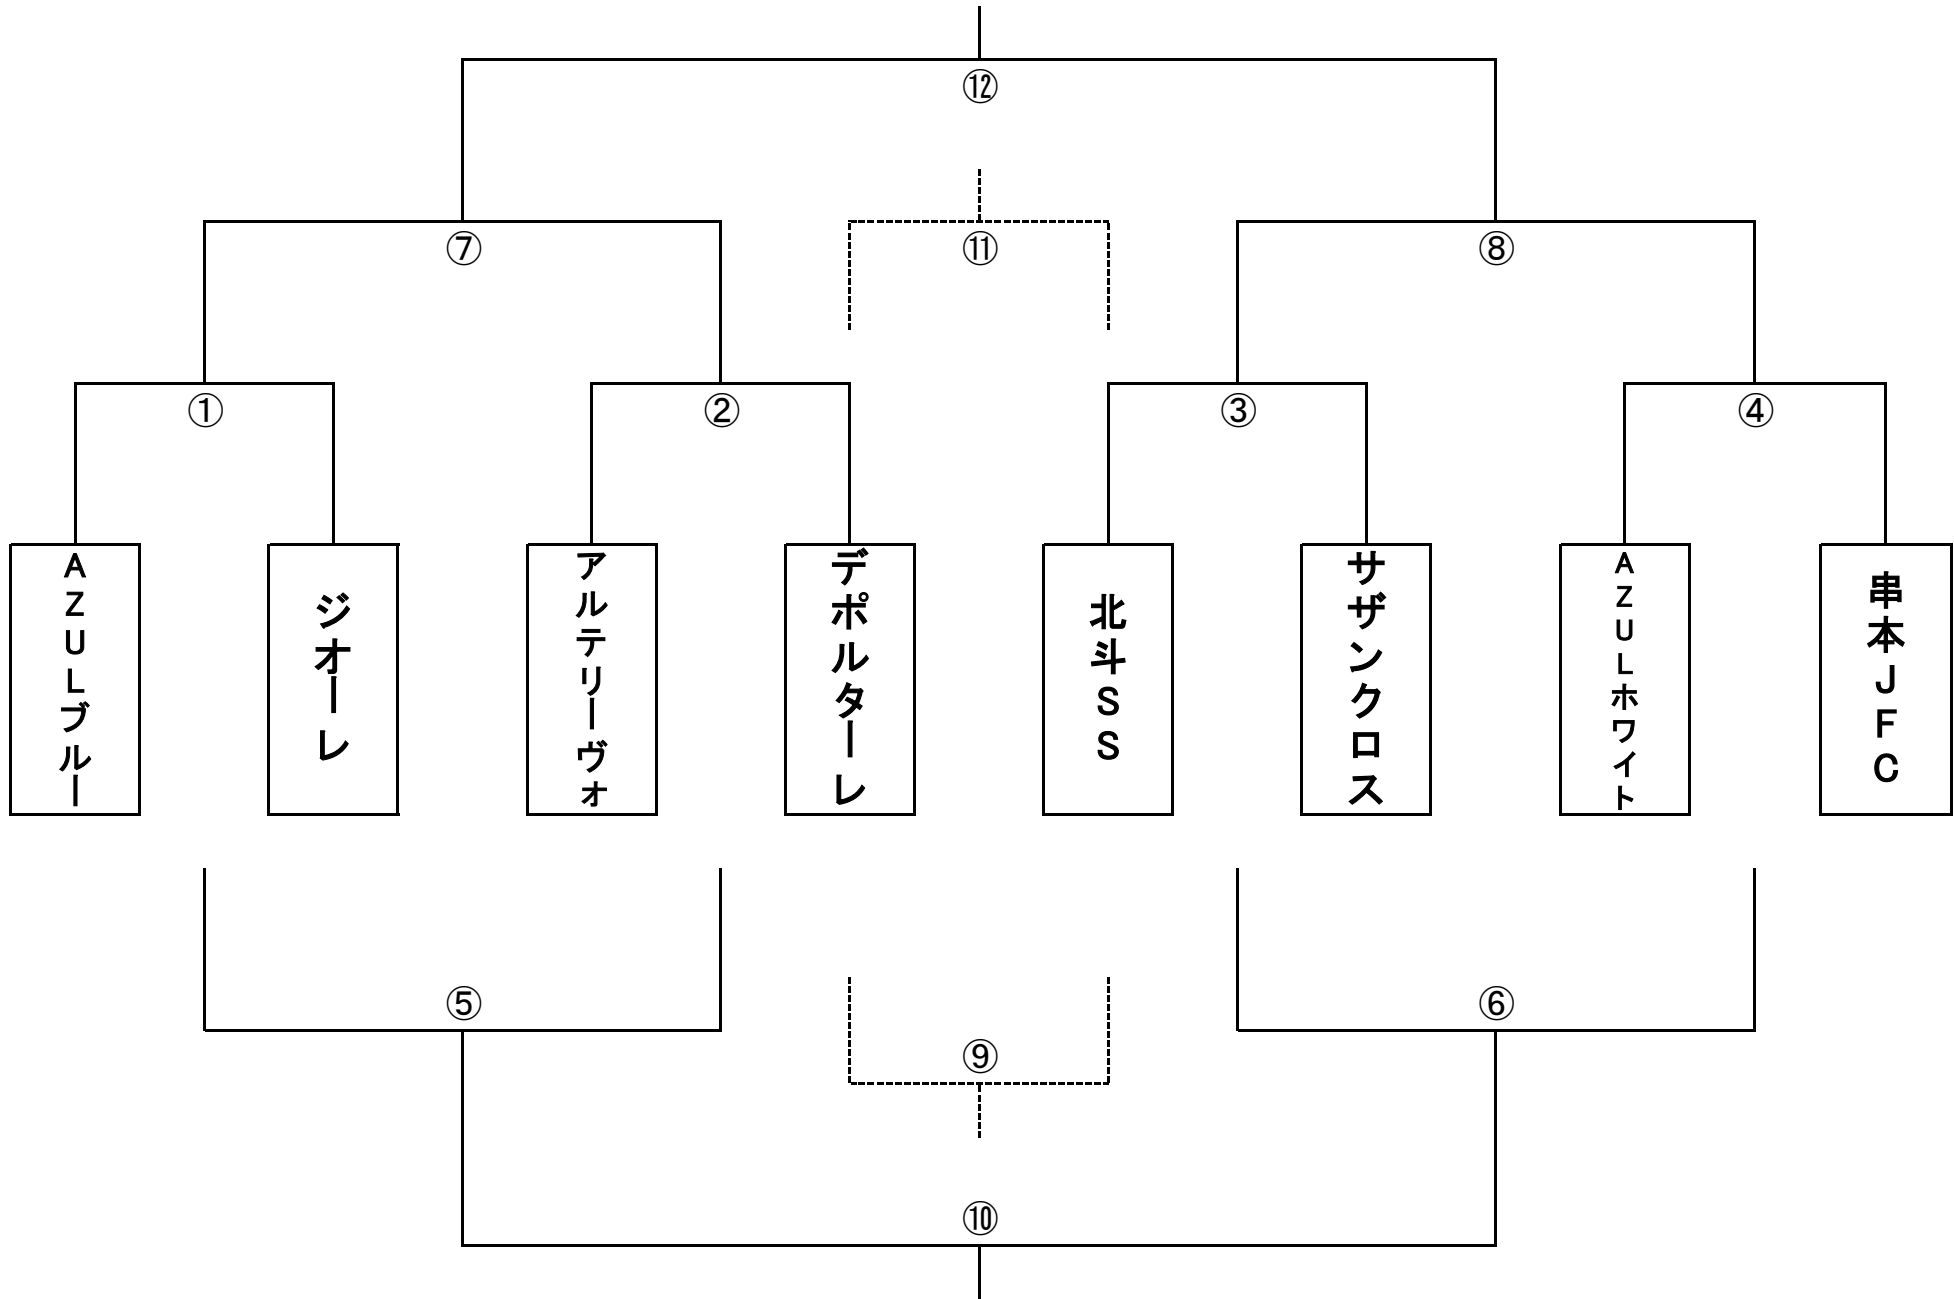 ⑫
⑦
⑪
⑧
①
②
③
④
AZULブルー
ジオーレ
アルテリーヴォ
デポルターレ
北斗SS
サザンクロス
AZULホワイト
串本JFC
⑤
⑥
⑨
⑩